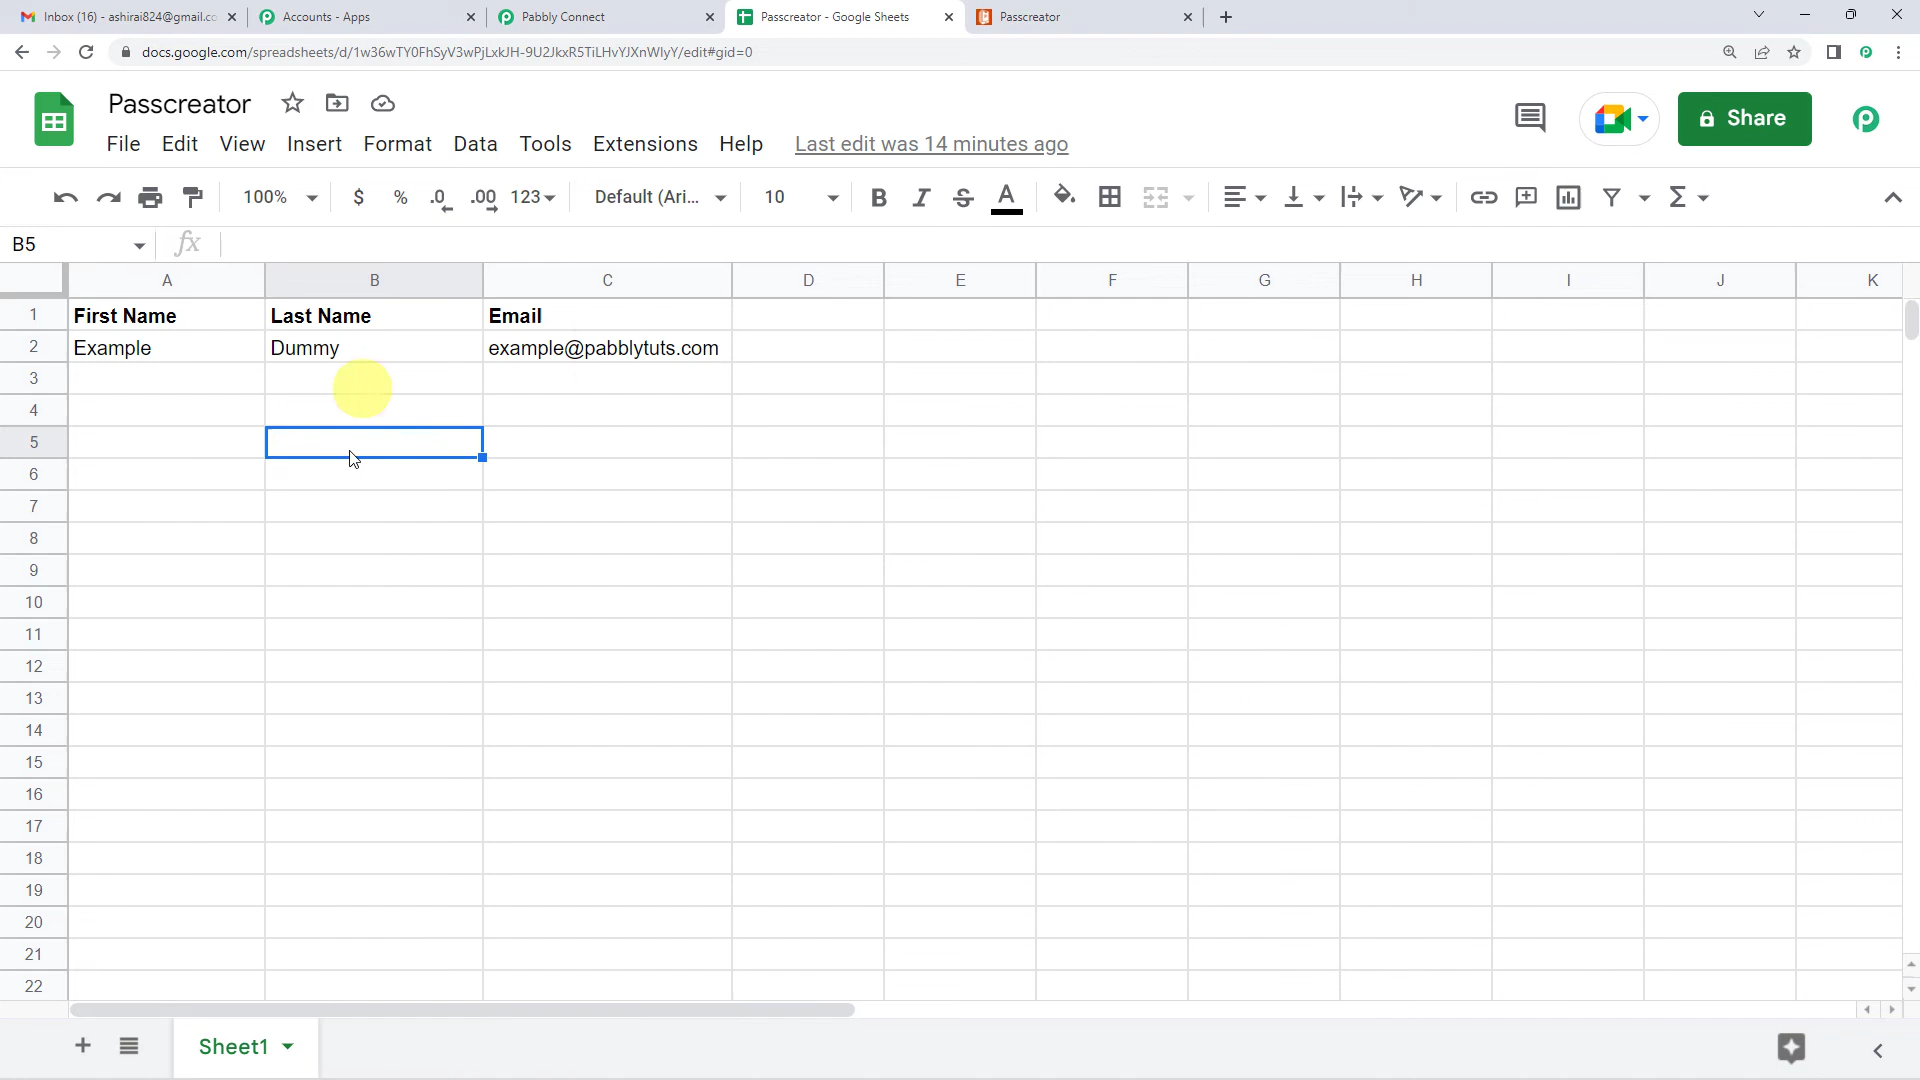 Inbox (16) - ashirai824@gmail.co
Accounts - Apps
Pabbly Connect
Passcreator - Google Sheets
Passcreator
docs.google.com/spreadsheets/d/1w36wTY0FhSyV3wPjLxkJH-9U2JkxR5TiLHvYJXnWlyY/edit#gid=0
Passcreator
File Edit View Insert Format Data Tools Extensions Help Last edit was 14 minutes ago
Share
100% $ % .0 .00 123 Default (Ari... 10 B I S A
B5 fx
A B C D E F G H I J K
1 First Name Last Name Email
2 Example Dummy example@pabblytuts.com
3
4
5
6
7
8
9
10
11
12
13
14
15
16
17
18
19
20
21
22
Sheet1